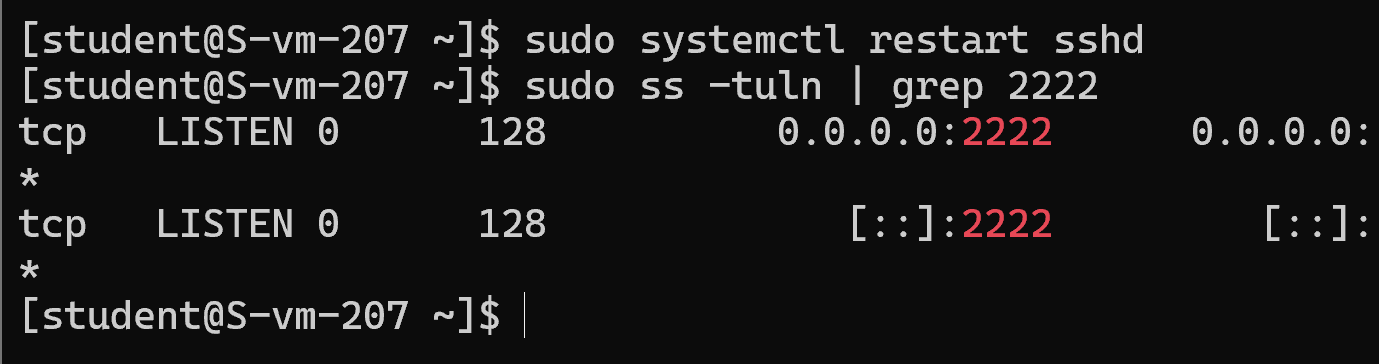 [student@S-vm-207 ~]$ sudo systemctl restart sshd
[student@S-vm-207 ~]$ sudo ss -tuln | grep 2222
tcp   LISTEN 0      128          0.0.0.0:2222      0.0.0.0:
*
tcp   LISTEN 0      128             [::]:2222         [::]:
*
[student@S-vm-207 ~]$